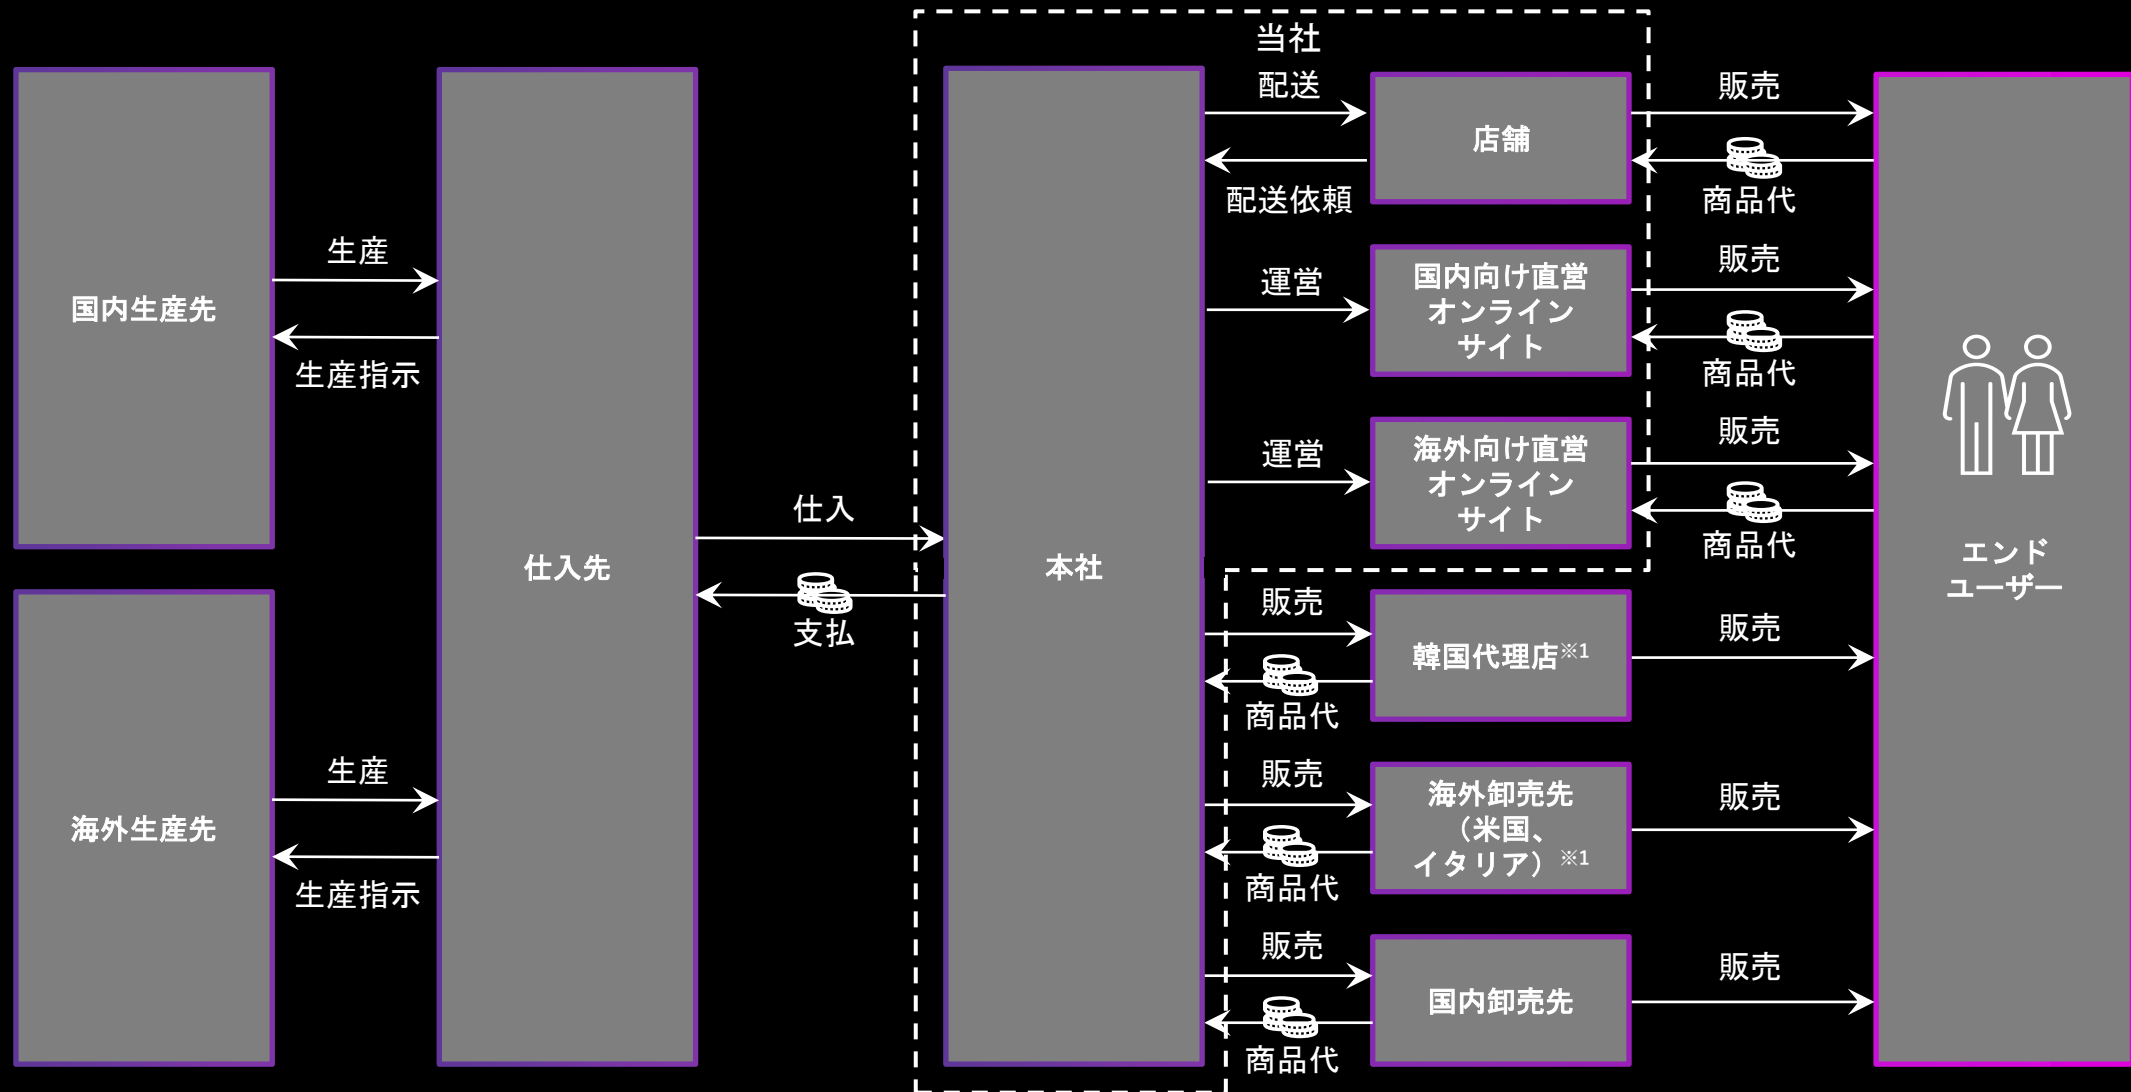 当社
国内生産先
生産
生産指示
海外生産先
生産
生産指示
仕入先
仕入
支払
本社
配送
配送依頼
運営
運営
販売
商品代
販売
商品代
販売
商品代
店舗
国内向け直営
オンライン
サイト
海外向け直営
オンライン
サイト
韓国代理店※1
海外卸売先
（米国、
イタリア）※1
国内卸売先
販売
商品代
販売
商品代
販売
商品代
販売
販売
販売
エンド
ユーザー